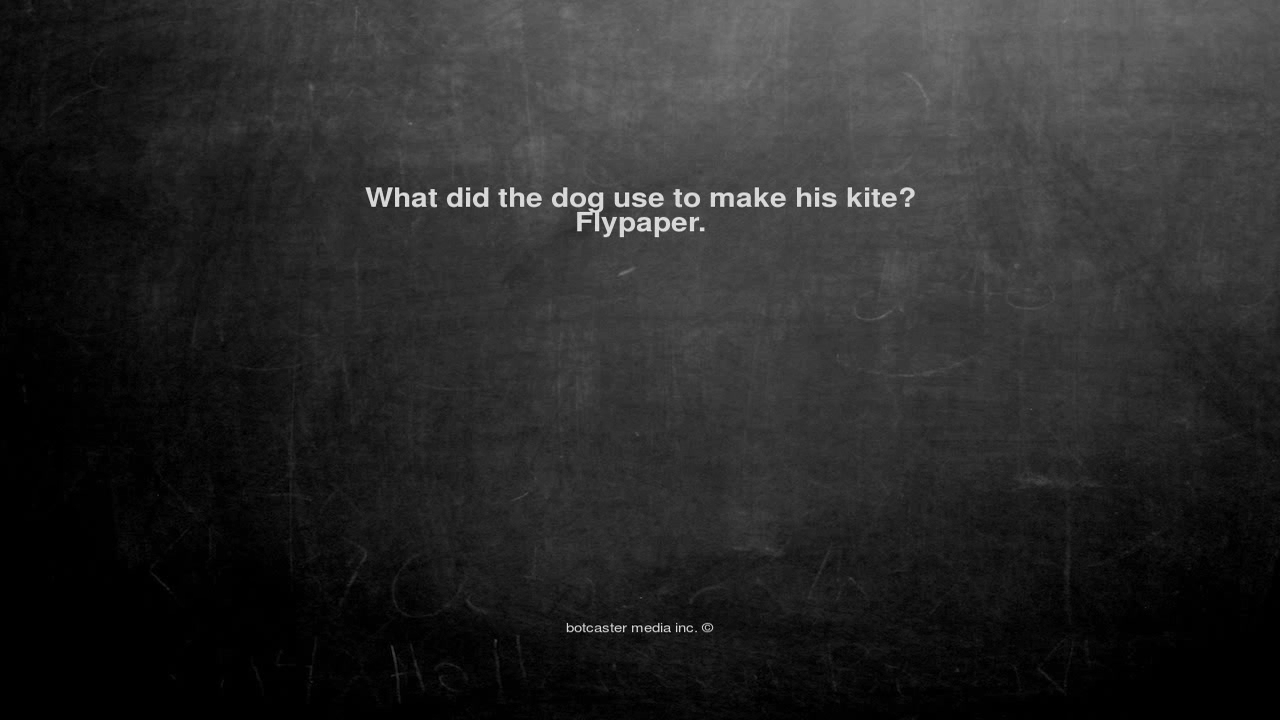 What did the dog use to make his kite?
Flypaper.
botcaster media inc. ©